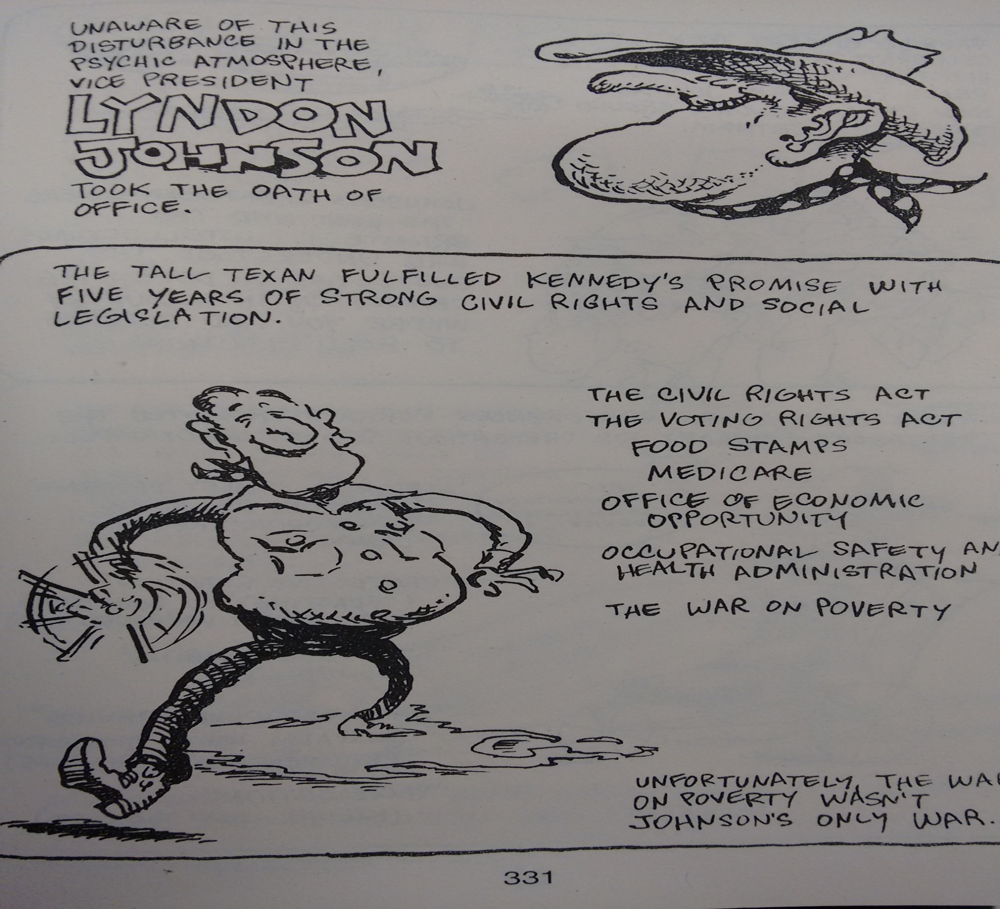 UNAWARE OF THIS
DISTURBANCE IN THE
PSYCHIC ATMOSPHERE,
VICE PRESIDENT
LYNDON
JOHNSON
TOOK THE OATH OF
OFFICE.
THE TALL TEXAN FULFILLED KENNEDY'S PROMISE WITH
FIVE YEARS OF STRONG CIVIL RIGHTS AND SOCIAL
LEGISLATION.
THE CIVIL RIGHTS ACT
THE VOTING RIGHTS ACT
FOOD STAMPS
MEDICARE
OFFICE OF ECONOMIC
OPPORTUNITY
OCCUPATIONAL SAFETY AN
HEALTH ADMINISTRATION
THE WAR ON POVERTY
UNFORTUNATELY, THE WA
ON POVERTY WASN'T
JOHNSON'S ONLY WAR.
331